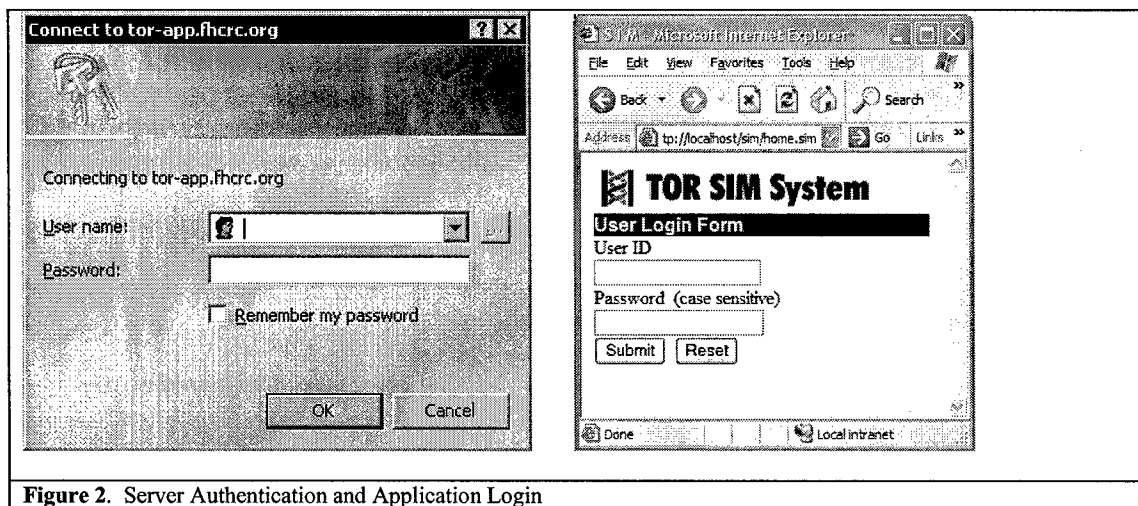 Connect to tor-app.fhcrc.org
Connecting to tor-app.fhcrc.org
User name:
Password:
Remember my password
OK
Cancel
S I M - Microsoft Internet Explorer
File Edit View Favorites Tools Help
Back Search »
Address tp://localhost/sim/home.sim Go Links »
TOR SIM System
User Login Form
User ID
Password (case sensitive)
Submit Reset
Done Local intranet
Figure 2. Server Authentication and Application Login